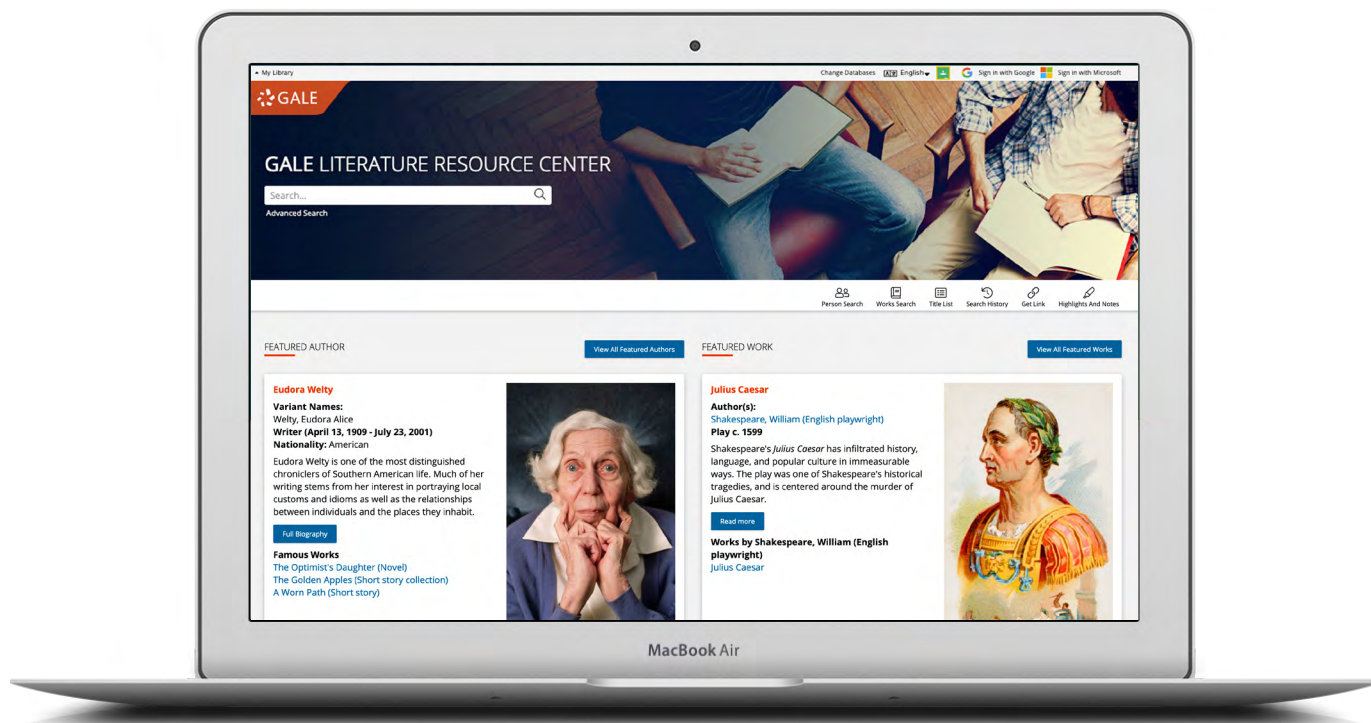 My Library
Change Databases
English
Sign in with Google
Sign in with Microsoft
GALE
GALE LITERATURE RESOURCE CENTER
Search...
Advanced Search
Person Search
Works Search
Title List
Search History
Get Link
Highlights And Notes
FEATURED AUTHOR
View All Featured Authors
Eudora Welty
Variant Names:
Welty, Eudora Alice
Writer (April 13, 1909 - July 23, 2001)
Nationality: American
Eudora Welty is one of the most distinguished
chroniclers of Southern American life. Much of her
writing stems from her interest in portraying local
customs and idioms as well as the relationships
between individuals and the places they inhabit.
Full Biography
Famous Works
The Optimist's Daughter (Novel)
The Golden Apples (Short story collection)
A Worn Path (Short story)
FEATURED WORK
View All Featured Works
Julius Caesar
Author(s):
Shakespeare, William (English playwright)
Play c. 1599
Shakespeare's Julius Caesar has infiltrated history,
language, and popular culture in immeasurable
ways. The play was one of Shakespeare's historical
tragedies, and is centered around the murder of
Julius Caesar.
Read more
Works by Shakespeare, William (English
playwright)
Julius Caesar
MacBook Air